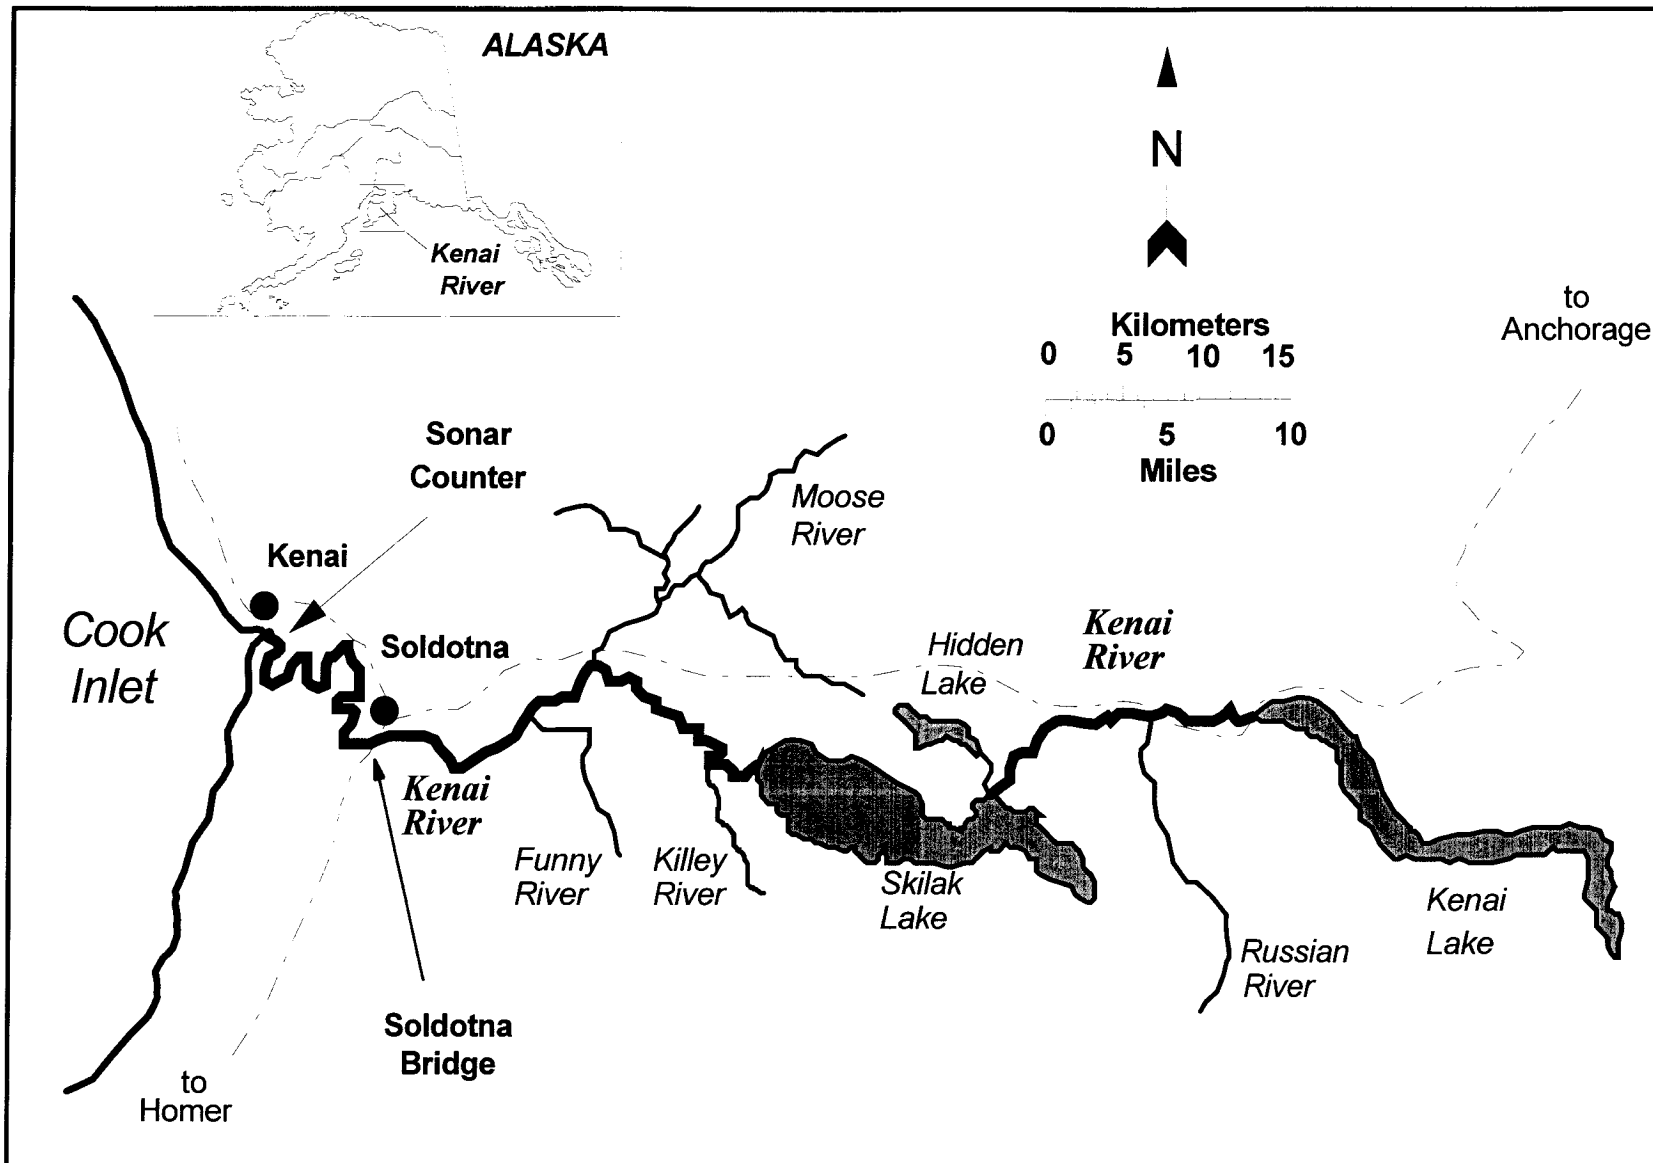 ALASKA
Kenai
River
N
Kilometers
0 5 10 15
0 5 10
Miles
to
Anchorage
Sonar
Counter
Moose
River
Kenai
Cook
Inlet
Soldotna
Hidden
Lake
Kenai
River
Kenai
River
Funny
River
Killey
River
Skilak
Lake
Kenai
Lake
Russian
River
Soldotna
Bridge
to
Homer